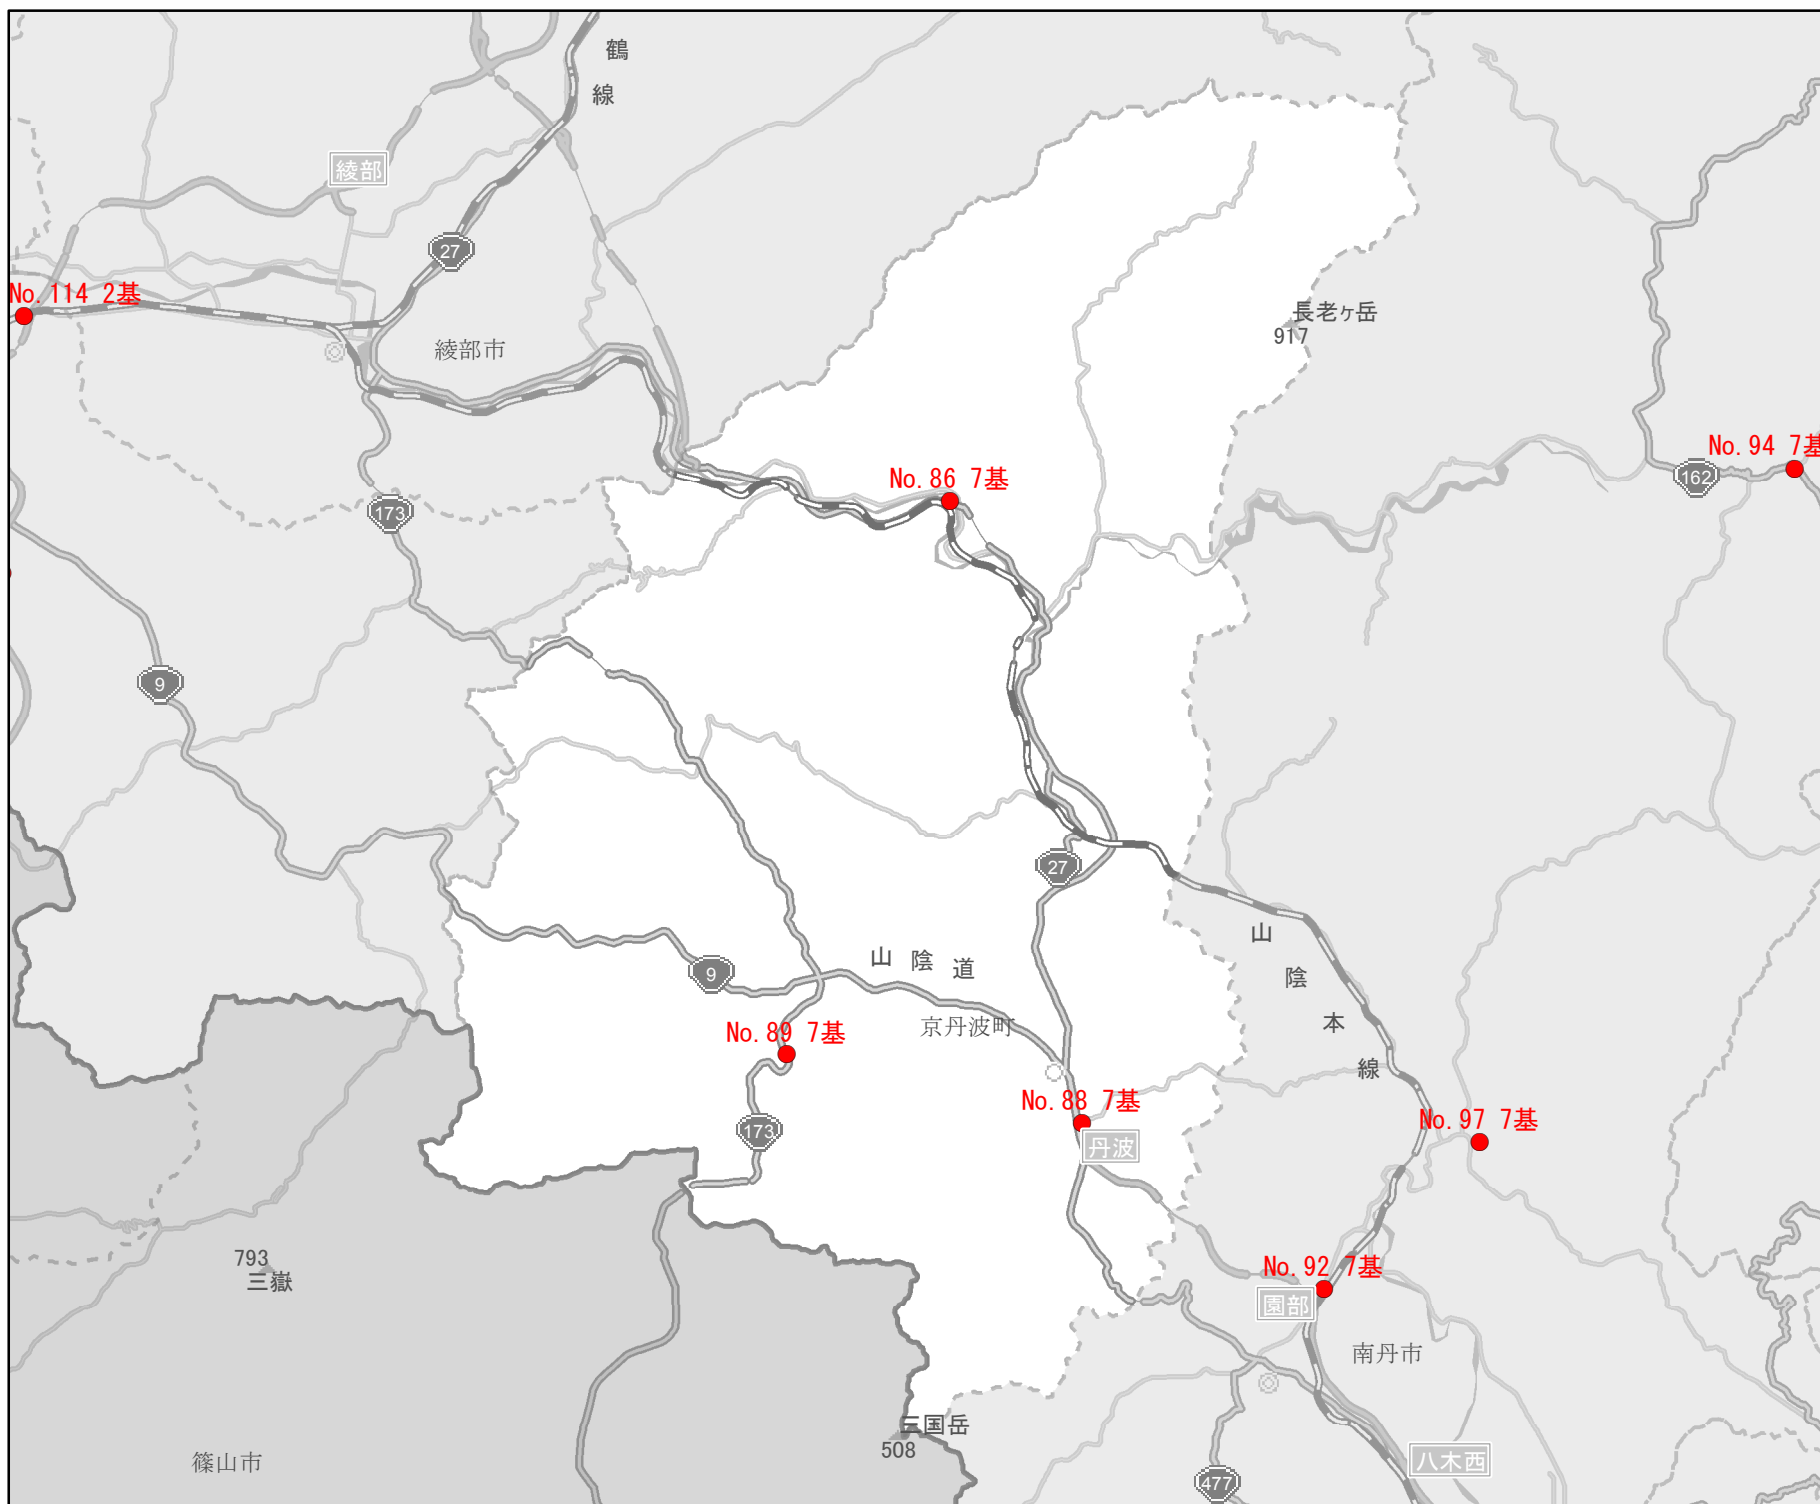 鶴
線
綾部
27
No.114 2基
綾部市
長老ヶ岳
917
No.94 7基
162
No.86 7基
173
9
27
山陰道
9
山陰本線
京丹波町
No.89 7基
173
No.88 7基
丹波
No.97 7基
793
三嶽
No.92 7基
園部
南丹市
三国岳
508
篠山市
八木西
477